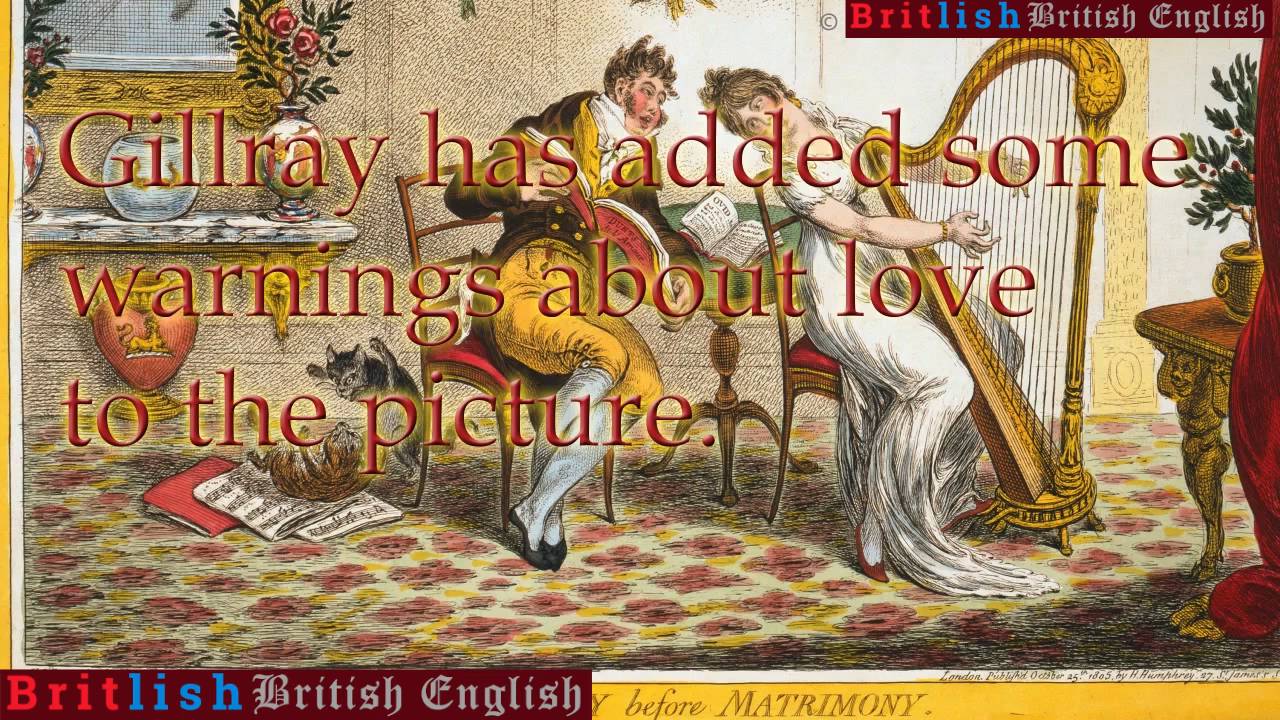 © Britlish British English
Gillray has added some
warnings about love
to the picture.
OVID
London. Publish'd October 25th 1805, by H. Humphrey, 27 St. James's S
Britlish British English
Y before MATRIMONY.